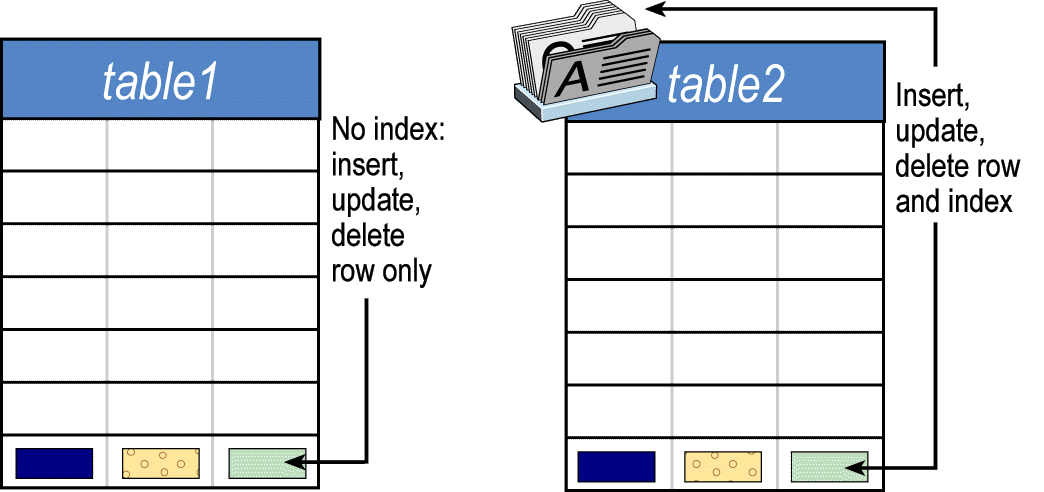 table1
No index:
insert,
update,
delete
row only
A
table2
Insert,
update,
delete row
and index